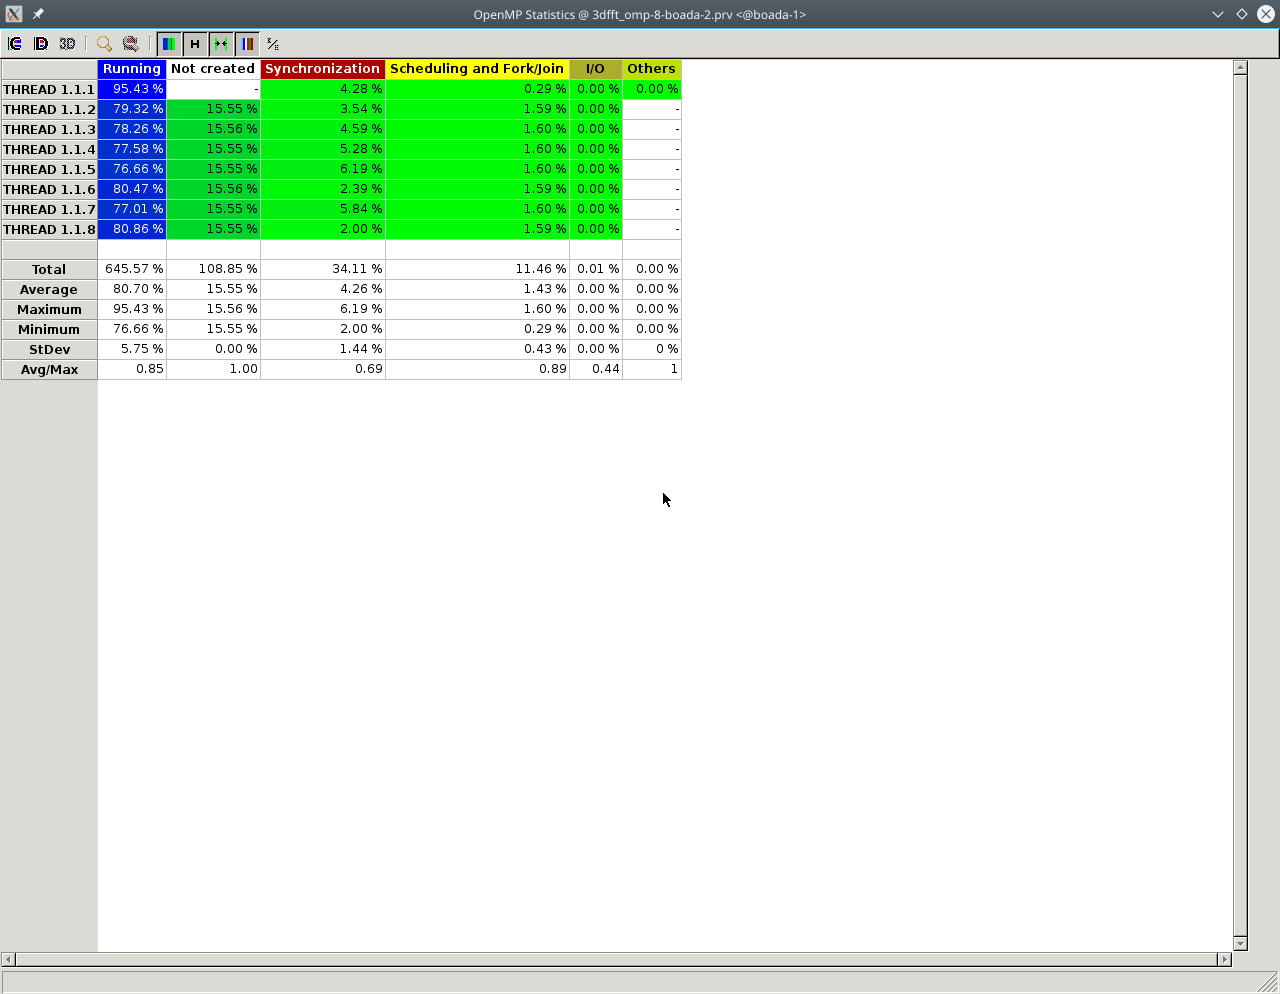 OpenMP Statistics @ 3dfft_omp-8-boada-2.prv <@boada-1>
3D H Σ/E
Running Not created Synchronization Scheduling and Fork/Join I/O Others
THREAD 1.1.1 95.43 % - 4.28 % 0.29 % 0.00 % 0.00 %
THREAD 1.1.2 79.32 % 15.55 % 3.54 % 1.59 % 0.00 % -
THREAD 1.1.3 78.26 % 15.56 % 4.59 % 1.60 % 0.00 % -
THREAD 1.1.4 77.58 % 15.55 % 5.28 % 1.60 % 0.00 % -
THREAD 1.1.5 76.66 % 15.55 % 6.19 % 1.60 % 0.00 % -
THREAD 1.1.6 80.47 % 15.56 % 2.39 % 1.59 % 0.00 % -
THREAD 1.1.7 77.01 % 15.55 % 5.84 % 1.60 % 0.00 % -
THREAD 1.1.8 80.86 % 15.55 % 2.00 % 1.59 % 0.00 % -
Total 645.57 % 108.85 % 34.11 % 11.46 % 0.01 % 0.00 %
Average 80.70 % 15.55 % 4.26 % 1.43 % 0.00 % 0.00 %
Maximum 95.43 % 15.56 % 6.19 % 1.60 % 0.00 % 0.00 %
Minimum 76.66 % 15.55 % 2.00 % 0.29 % 0.00 % 0.00 %
StDev 5.75 % 0.00 % 1.44 % 0.43 % 0.00 % 0 %
Avg/Max 0.85 1.00 0.69 0.89 0.44 1